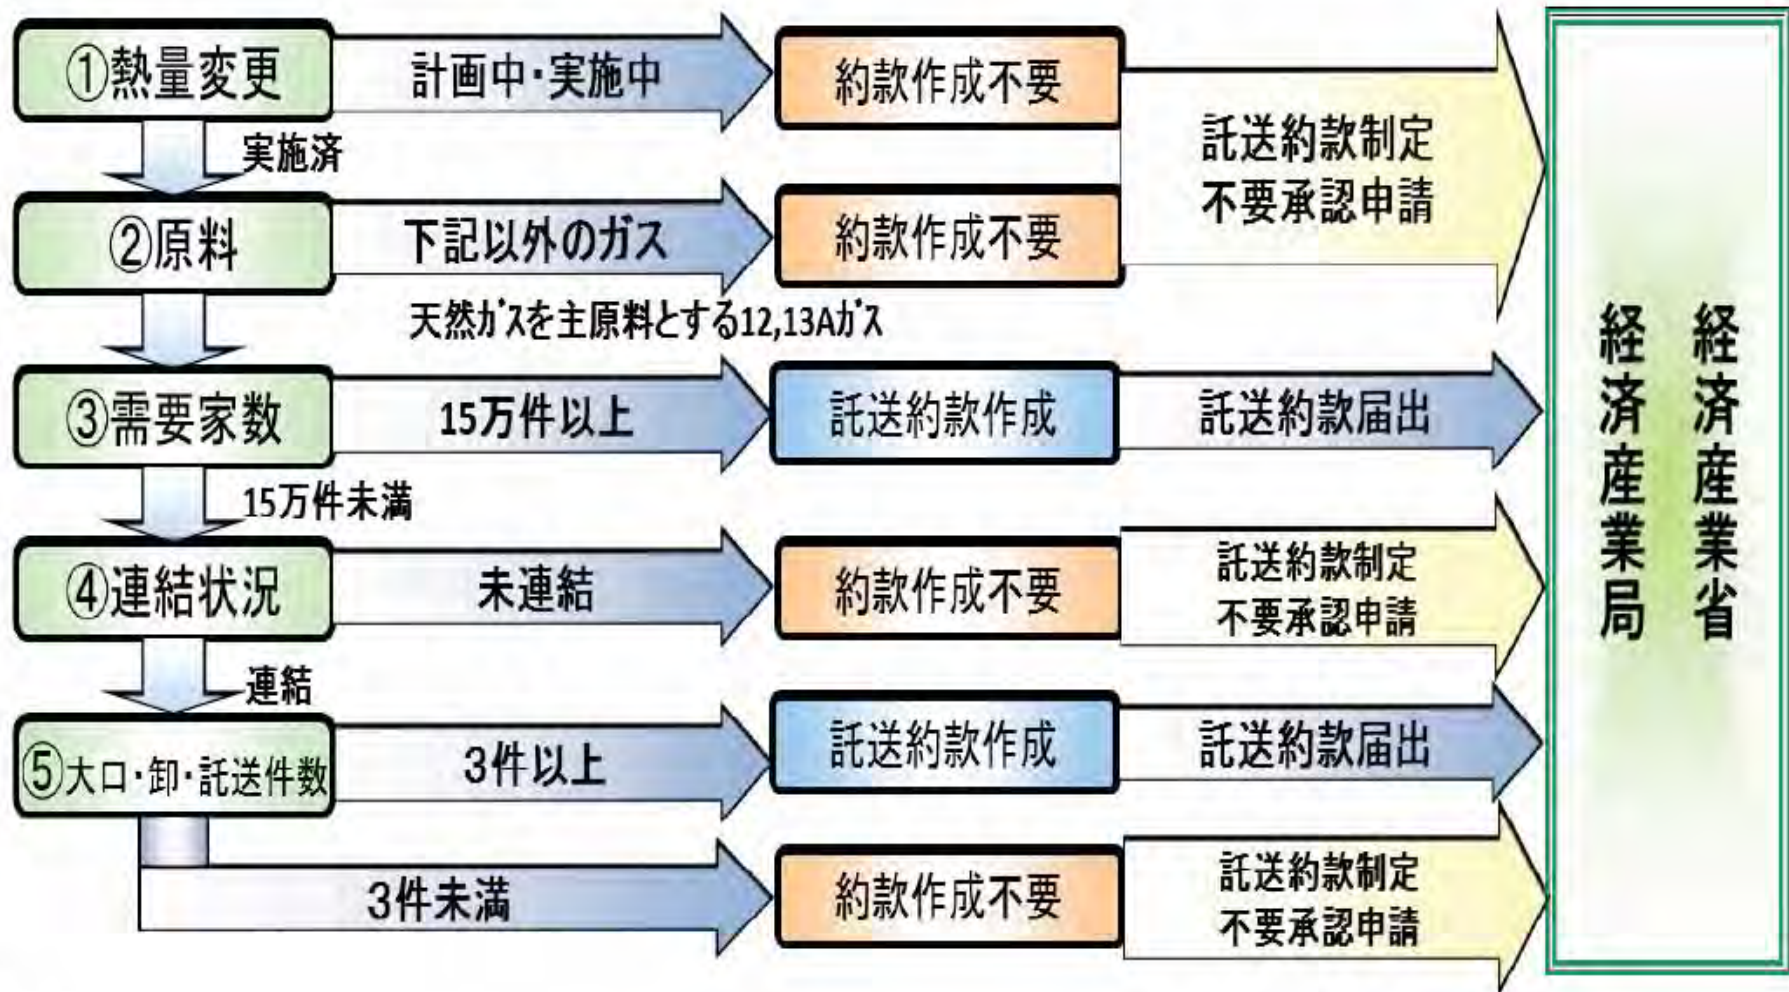 ①熱量変更
計画中・実施中
約款作成不要
託送約款制定
不要承認申請
実施済
②原料
下記以外のガス
約款作成不要
天然ｶﾞｽを主原料とする12,13Aｶﾞｽ
③需要家数
15万件以上
託送約款作成
託送約款届出
15万件未満
④連結状況
未連結
約款作成不要
託送約款制定
不要承認申請
連結
⑤大口・卸・託送件数
3件以上
託送約款作成
託送約款届出
3件未満
約款作成不要
託送約款制定
不要承認申請
経済産業省
経済産業局